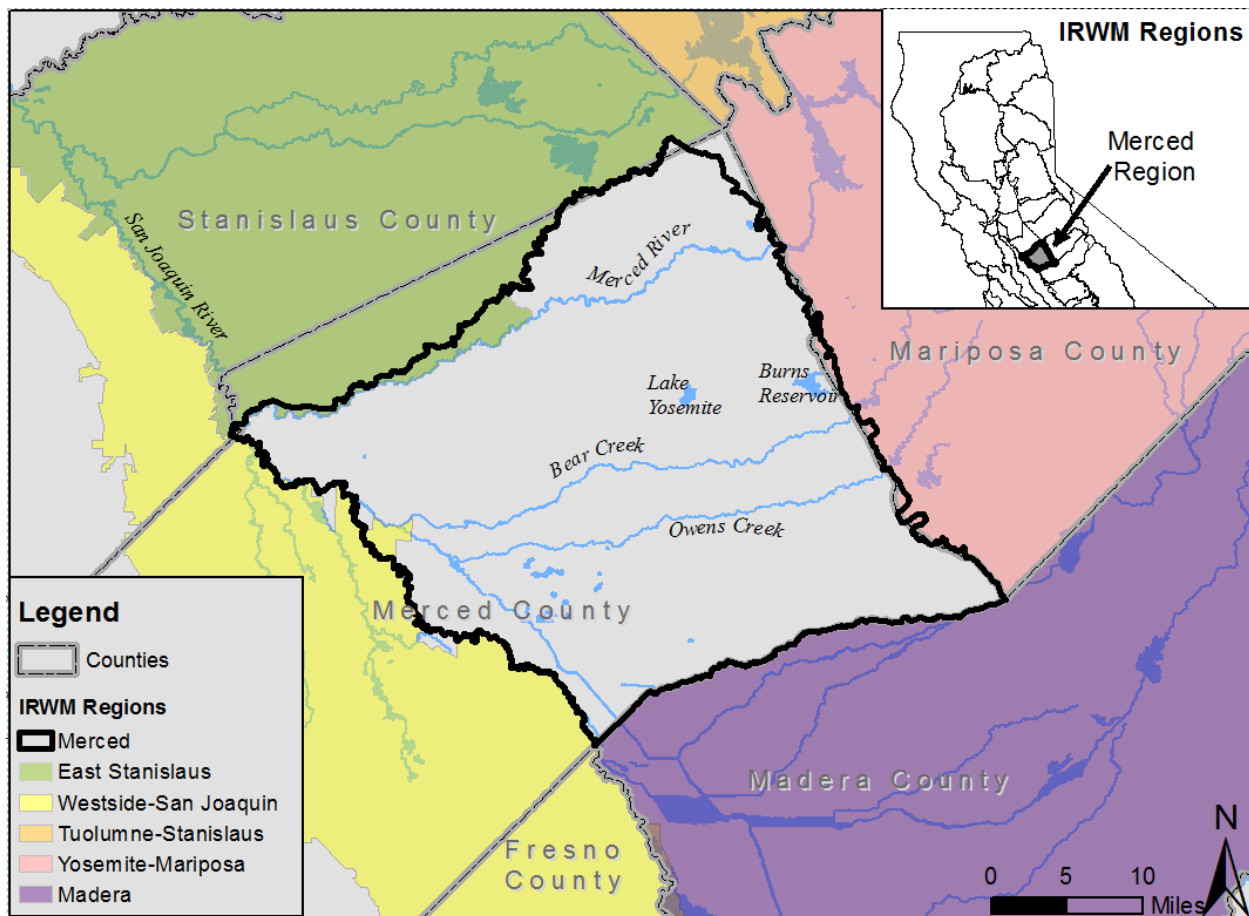 IRWM Regions
Merced
Region
Stanislaus County
San Joaquin River
Merced River
Mariposa County
Lake
Yosemite
Burns
Reservoir
Bear Creek
Owens Creek
Merced County
Madera County
Fresno
County
Legend
Counties
IRWM Regions
Merced
East Stanislaus
Westside-San Joaquin
Tuolumne-Stanislaus
Yosemite-Mariposa
Madera
N
0 5 10
Miles